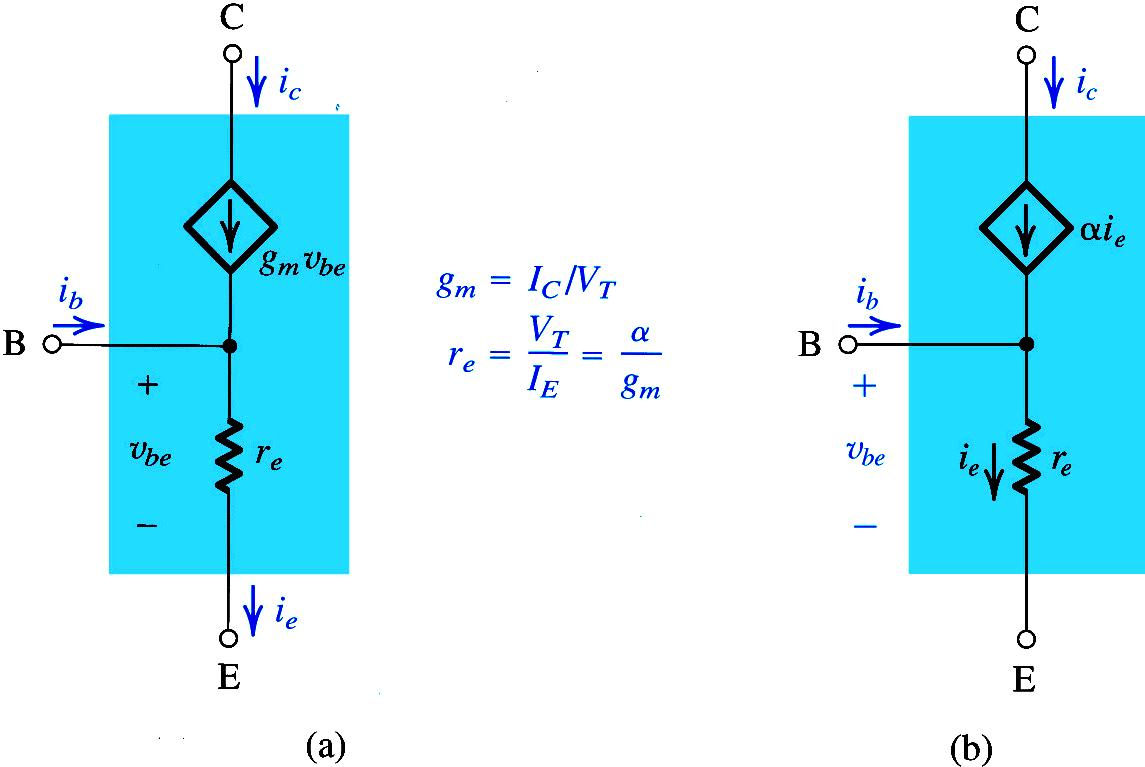 C
i_c
g_m v_be
i_b
B
+
v_be
−
r_e
i_e
E
(a)
g_m = I_C/V_T
r_e = V_T/I_E = α/g_m
C
i_c
αi_e
i_b
B
+
v_be
−
i_e
r_e
E
(b)